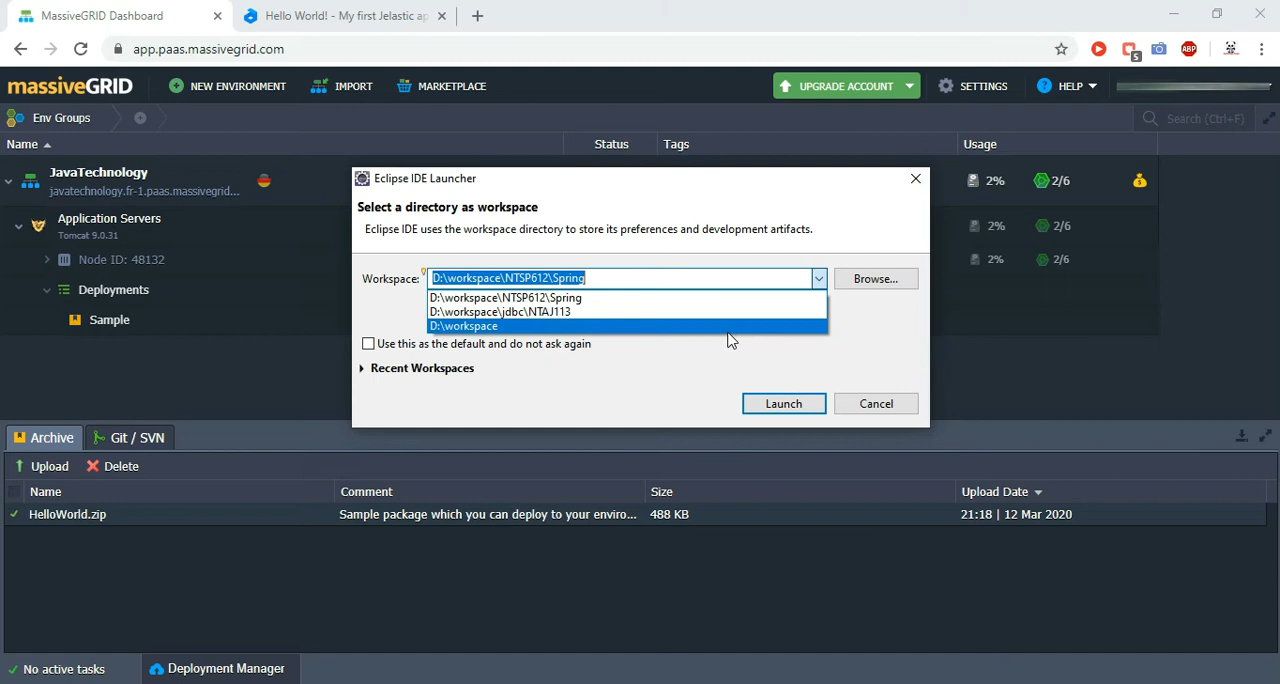 MassiveGRID Dashboard
Hello World! - My first Jelastic ap
app.paas.massivegrid.com
5
ABP
massiveGRID
NEW ENVIRONMENT
IMPORT
MARKETPLACE
UPGRADE ACCOUNT
SETTINGS
? HELP
Env Groups
Search (Ctrl+F)
Name
Status
Tags
Usage
JavaTechnology
javatechnology.fr-1.paas.massivegrid...
2%
2/6
Application Servers
Tomcat 9.0.31
2%
2/6
Node ID: 48132
2%
2/6
Deployments
Sample
Eclipse IDE Launcher
Select a directory as workspace
Eclipse IDE uses the workspace directory to store its preferences and development artifacts.
Workspace:
D:\workspace\NTSP612\Spring
Browse...
D:\workspace\NTSP612\Spring
D:\workspace\jdbc\NTAJ113
D:\workspace
Use this as the default and do not ask again
Recent Workspaces
Launch
Cancel
Archive
Git / SVN
Upload
Delete
Name
Comment
Size
Upload Date
HelloWorld.zip
Sample package which you can deploy to your enviro...
488 KB
21:18 | 12 Mar 2020
No active tasks
Deployment Manager